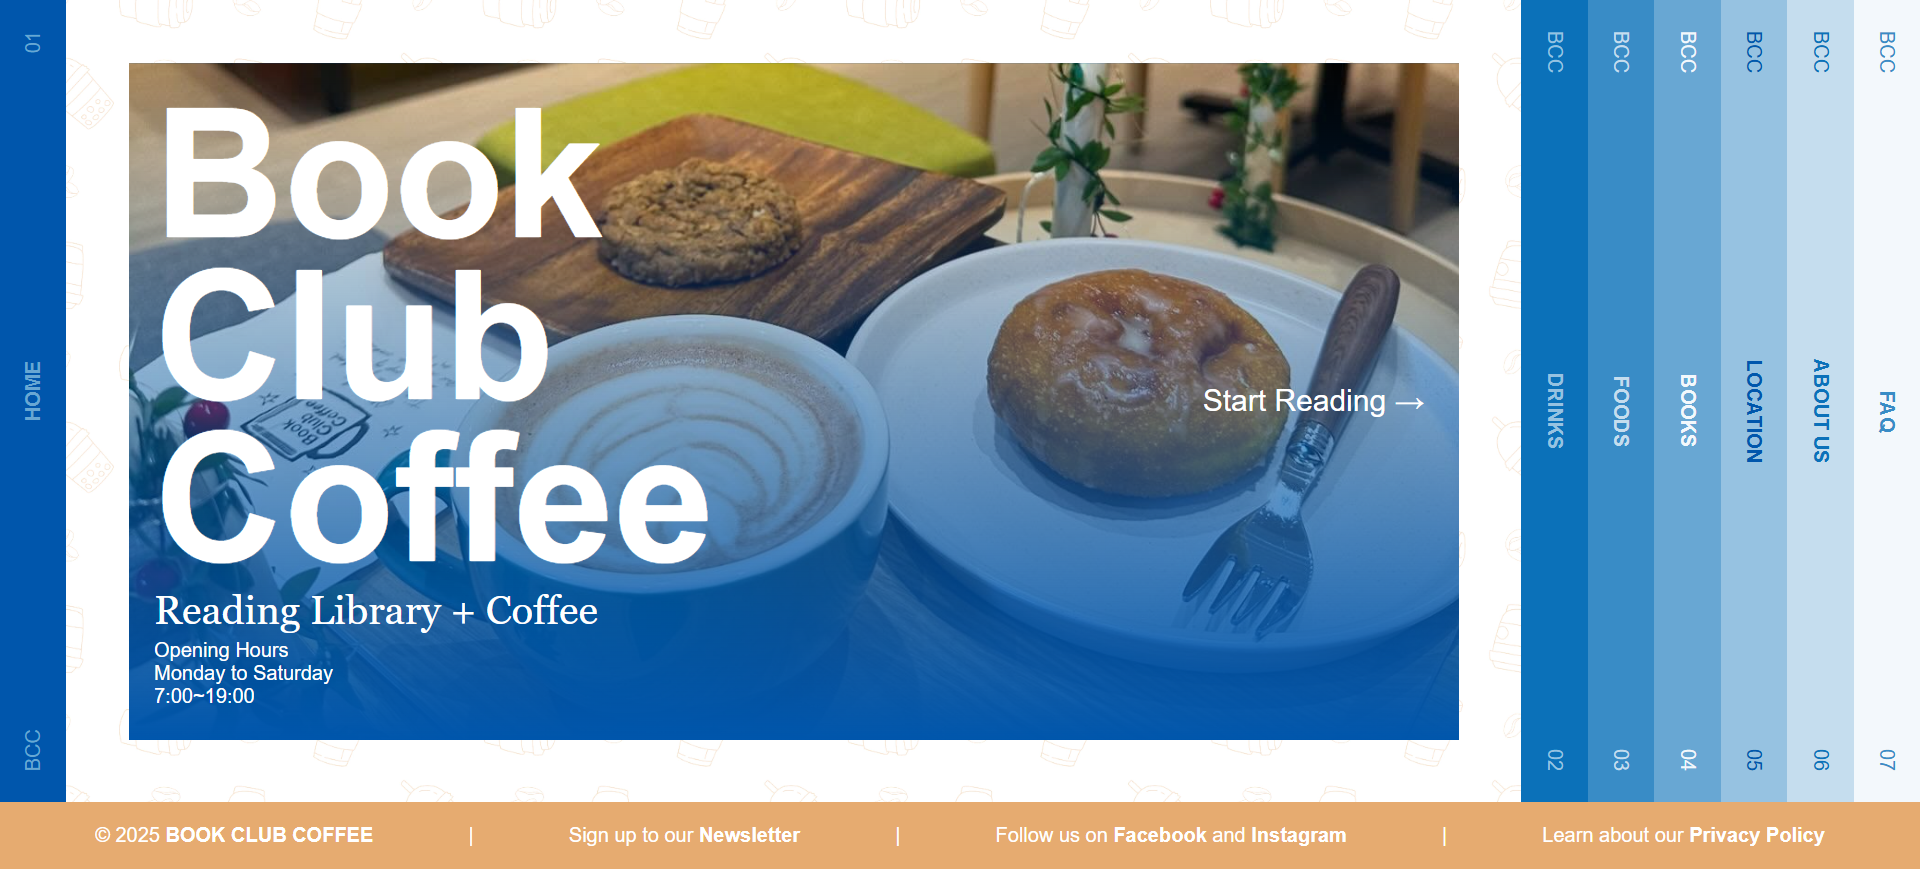 01
HOME
BCC
Book
Club
Coffee
Reading Library + Coffee
Opening Hours
Monday to Saturday
7:00~19:00
Start Reading →
Book
Club
Coffee
BCC
DRINKS
02
BCC
FOODS
03
BCC
BOOKS
04
BCC
LOCATION
05
BCC
ABOUT US
06
BCC
FAQ
07
© 2025 BOOK CLUB COFFEE
|
Sign up to our Newsletter
|
Follow us on Facebook and Instagram
|
Learn about our Privacy Policy